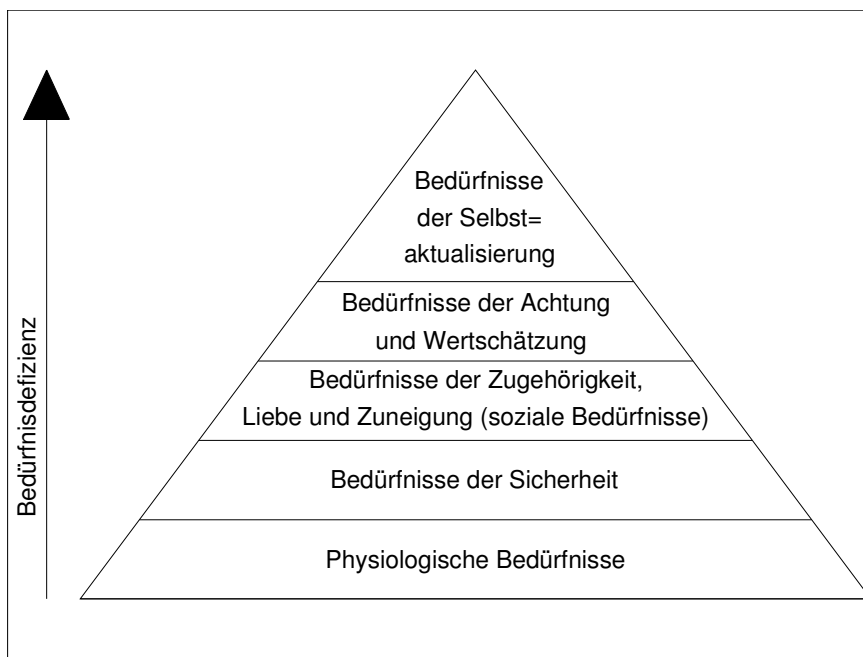 Bedürfnisse
der Selbst=
aktualisierung
Bedürfnisse der Achtung
und Wertschätzung
Bedürfnisse der Zugehörigkeit,
Liebe und Zuneigung (soziale Bedürfnisse)
Bedürfnisse der Sicherheit
Physiologische Bedürfnisse
Bedürfnisdefizienz